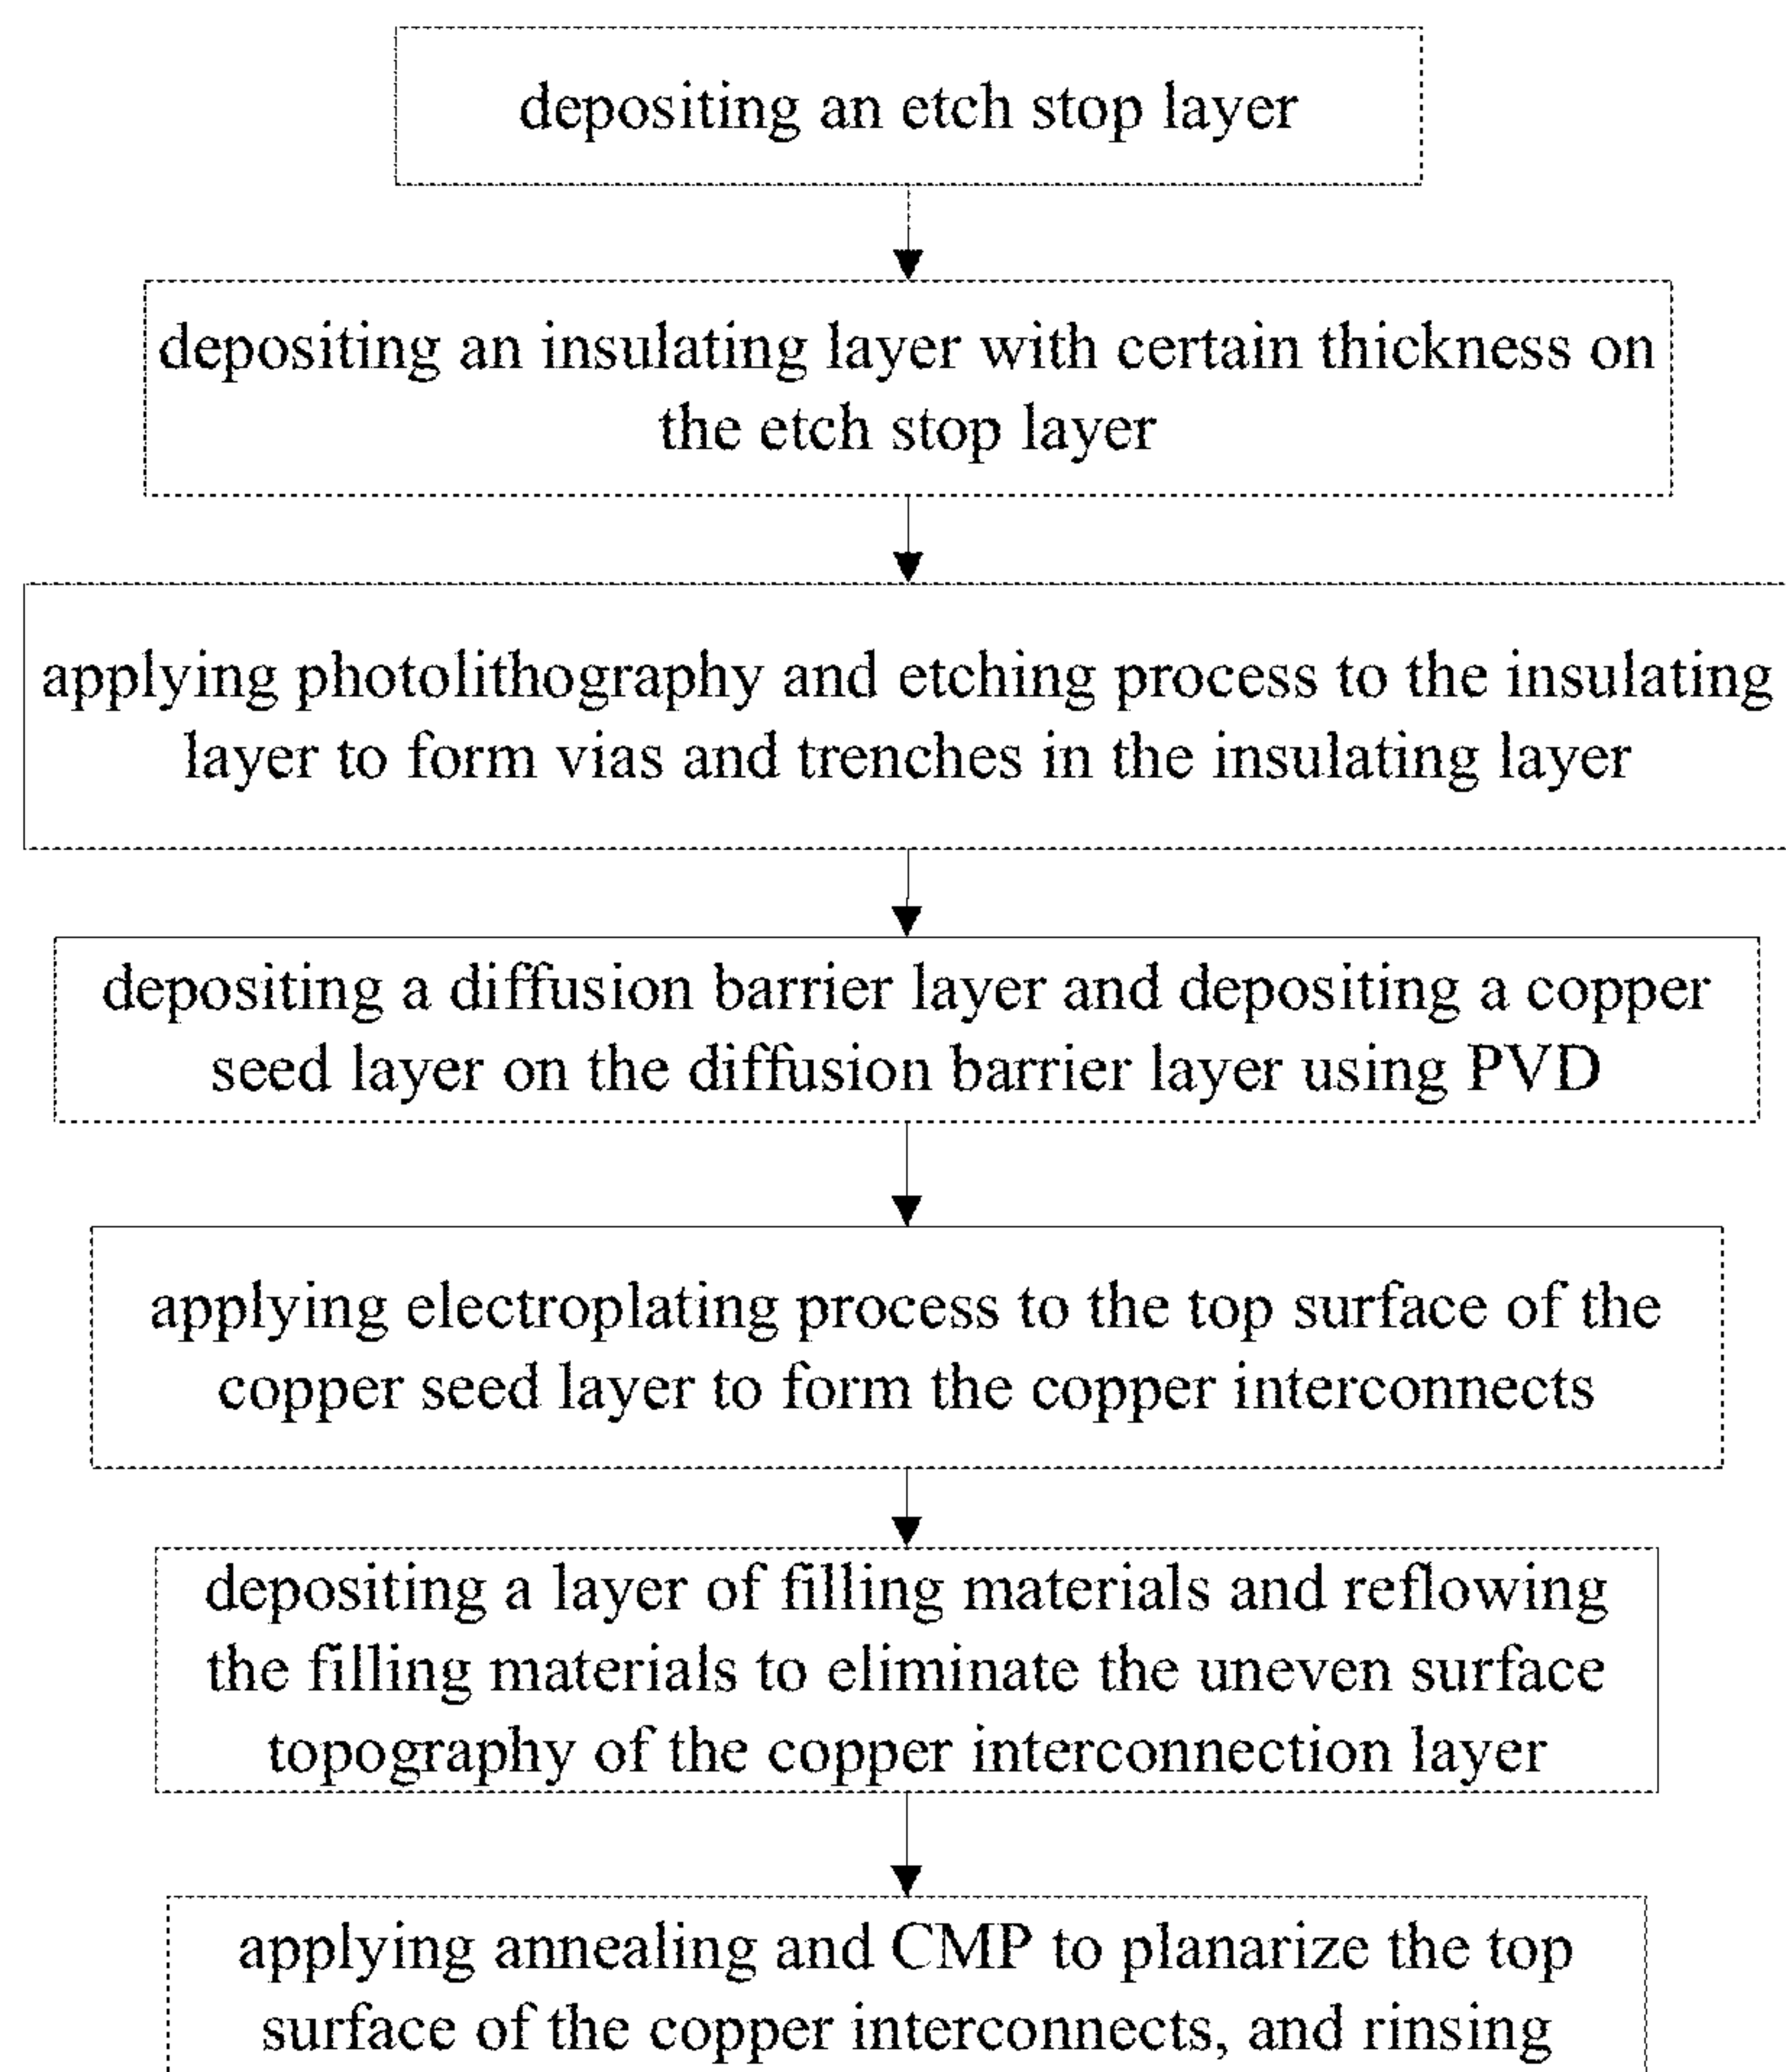 depositing an etch stop layer
depositing an insulating layer with certain thickness on
the etch stop layer
applying photolithography and etching process to the insulating
layer to form vias and trenches in the insulating layer
depositing a diffusion barrier layer and depositing a copper
seed layer on the diffusion barrier layer using PVD
applying electroplating process to the top surface of the
copper seed layer to form the copper interconnects
depositing a layer of filling materials and reflowing
the filling materials to eliminate the uneven surface
topography of the copper interconnection layer
applying annealing and CMP to planarize the top
surface of the copper interconnects, and rinsing